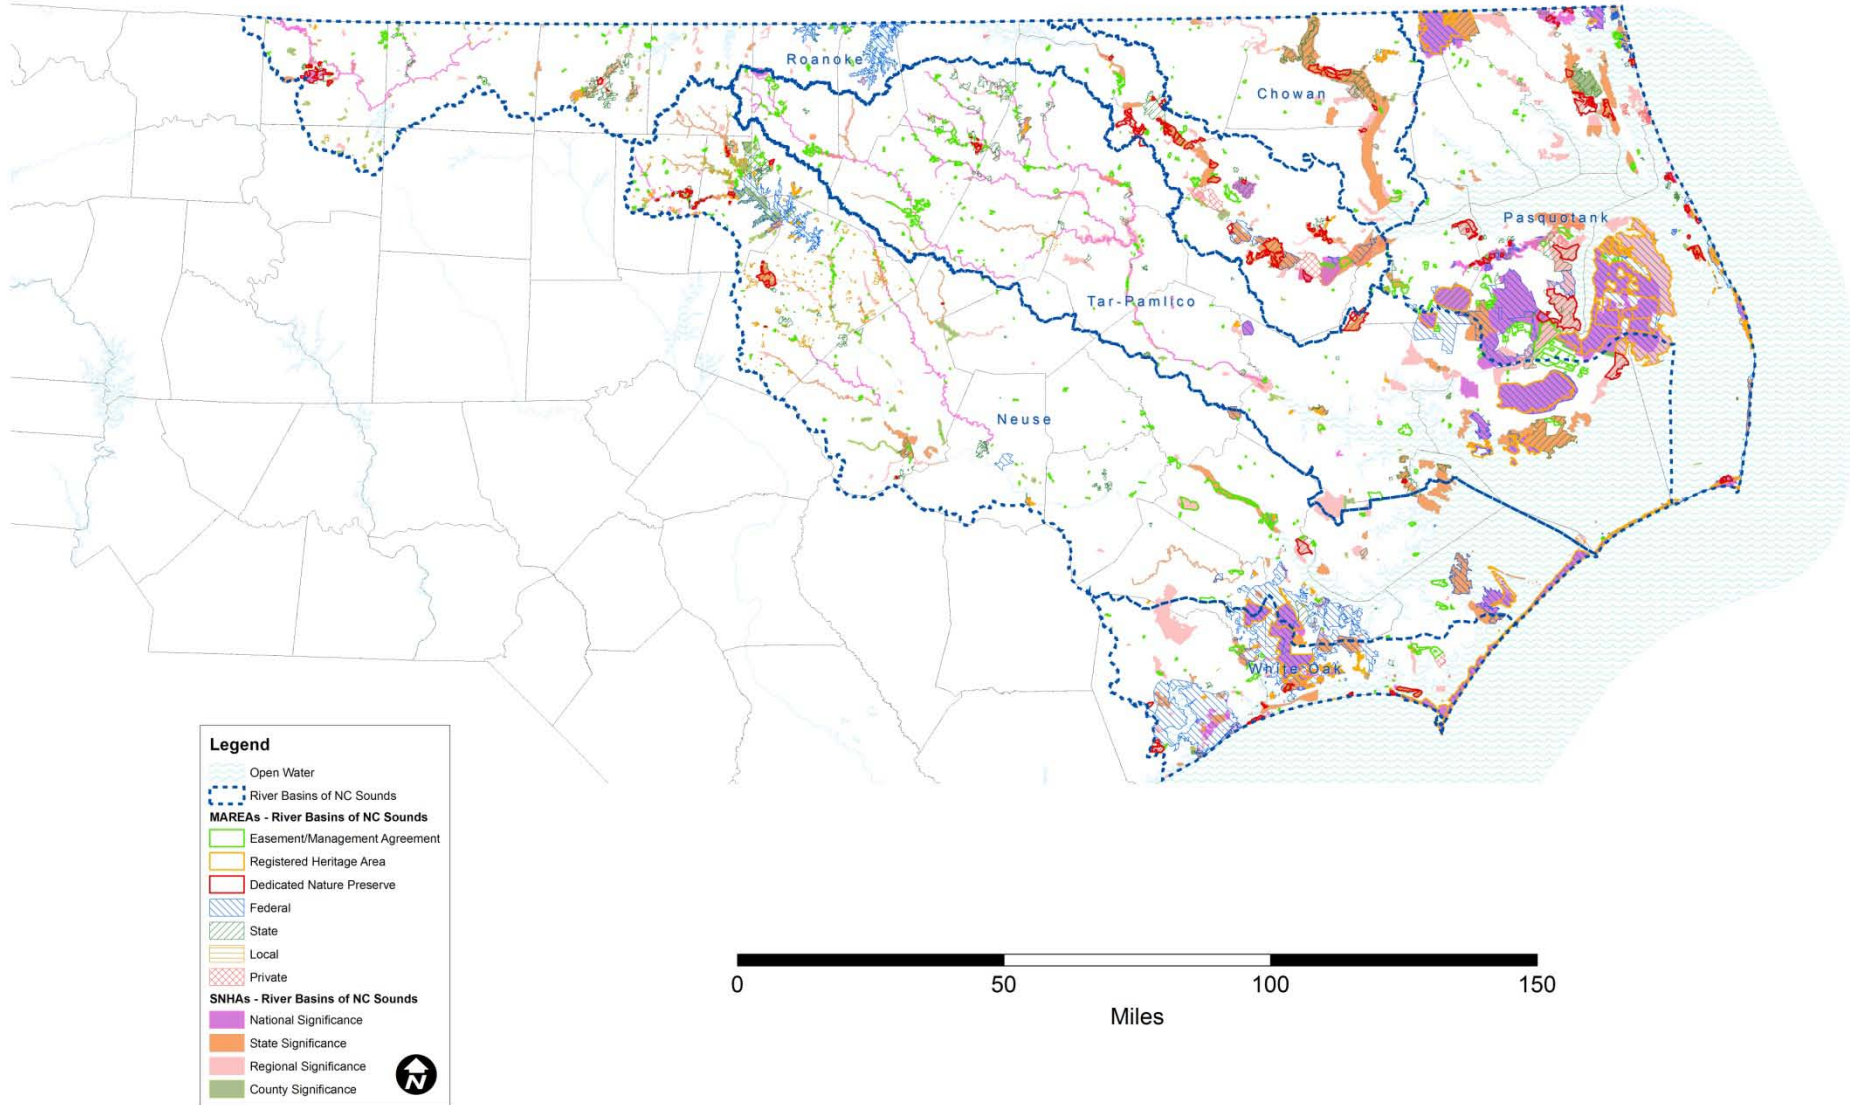 Roanoke
Chowan
Pasquotank
Tar-Pamlico
Neuse
White Oak
Legend
Open Water
River Basins of NC Sounds
MAREAs - River Basins of NC Sounds
Easement/Management Agreement
Registered Heritage Area
Dedicated Nature Preserve
Federal
State
Local
Private
SNHAs - River Basins of NC Sounds
National Significance
State Significance
Regional Significance
County Significance
N
0 50 100 150
Miles